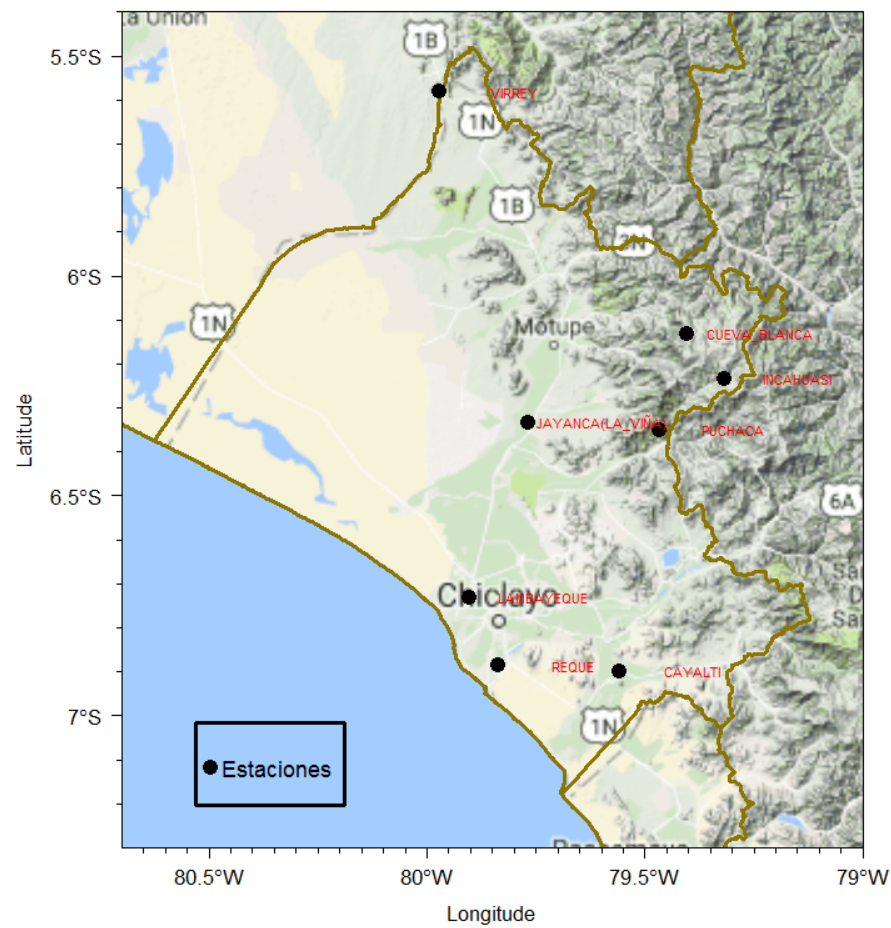 La Union
5.5°S
1B
VIRREY
1N
1B
2N
6°S
1N
Motupe
CUEVA_BLANCA
INCAHUASI
Latitude
JAYANCA(LA_VIÑA)
PUCHACA
6.5°S
6A
Chiclayo
LAMBAYEQUE
REQUE
CAYALTI
7°S
1N
Estaciones
80.5°W
80°W
79.5°W
79°W
Longitude